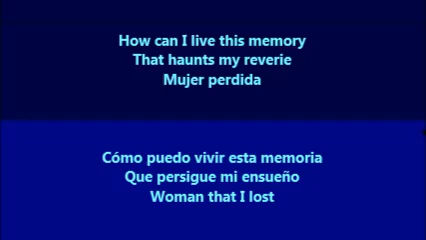 How can I live this memory
That haunts my reverie
Mujer perdida
Cómo puedo vivir esta memoria
Que persigue mi ensueño
Woman that I lost